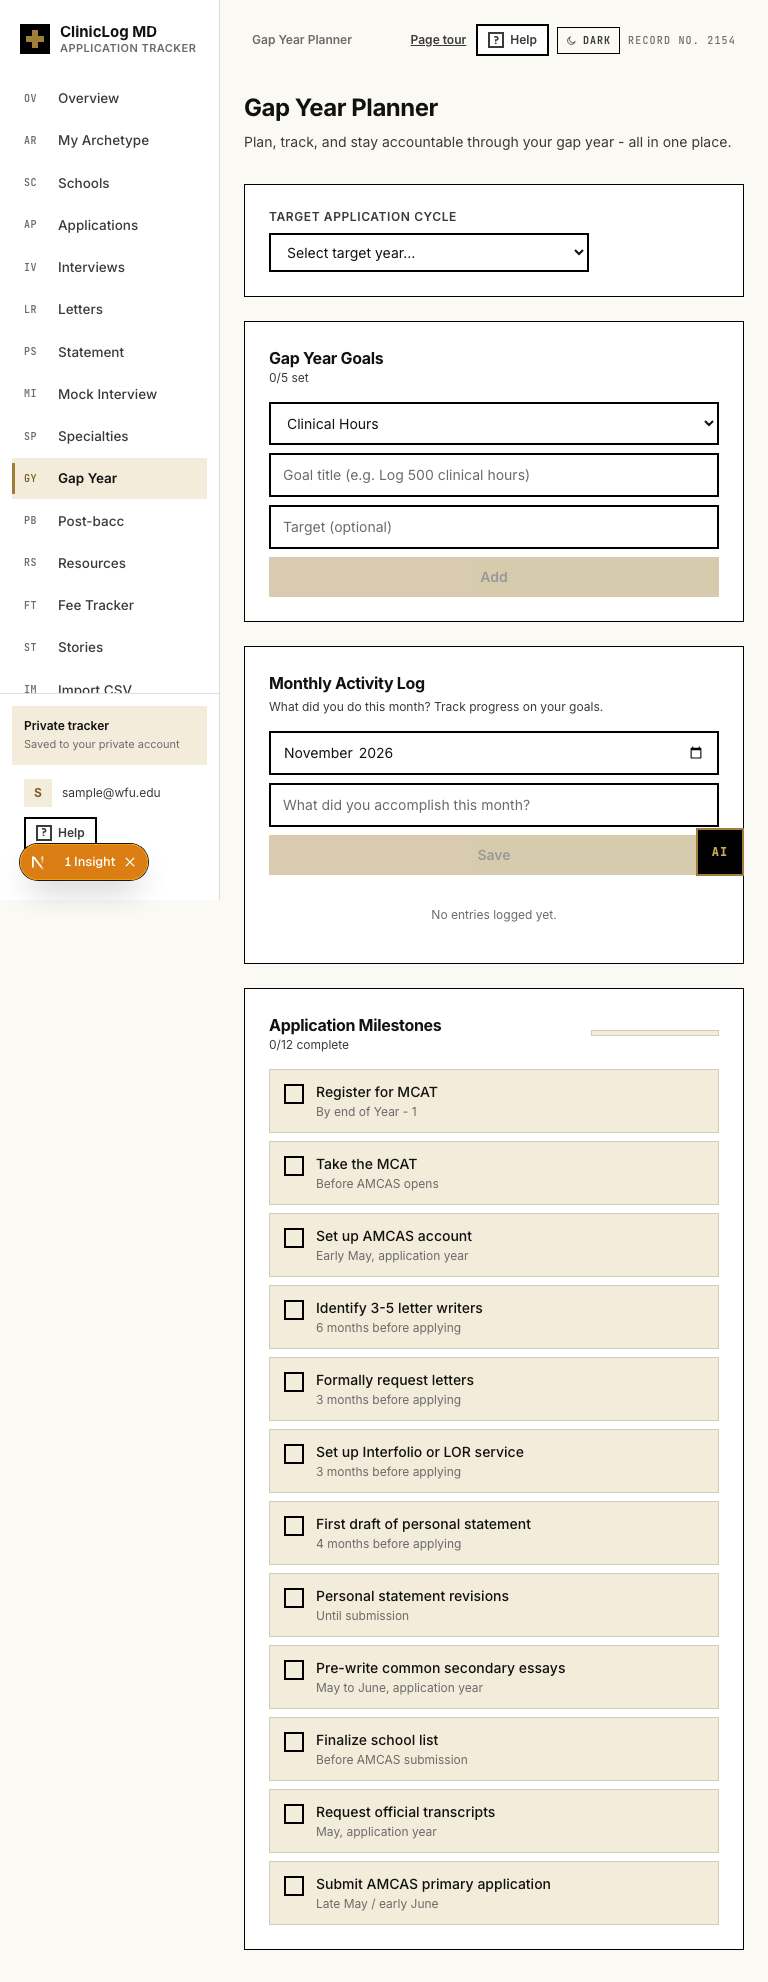 ClinicLog MD
APPLICATION TRACKER
OV Overview
AR My Archetype
SC Schools
AP Applications
IV Interviews
LR Letters
PS Statement
MI Mock Interview
SP Specialties
GY Gap Year
PB Post-bacc
RS Resources
FT Fee Tracker
ST Stories
IM Import CSV
Private tracker
Saved to your private account
S sample@wfu.edu
? Help
N 1 Insight
Gap Year Planner
Page tour
? Help
DARK
RECORD NO. 2154
Gap Year Planner
Plan, track, and stay accountable through your gap year - all in one place.
TARGET APPLICATION CYCLE
Select target year...
Gap Year Goals
0/5 set
Clinical Hours
Goal title (e.g. Log 500 clinical hours)
Target (optional)
Add
Monthly Activity Log
What did you do this month? Track progress on your goals.
November 2026
What did you accomplish this month?
Save
AI
No entries logged yet.
Application Milestones
0/12 complete
Register for MCAT
By end of Year - 1
Take the MCAT
Before AMCAS opens
Set up AMCAS account
Early May, application year
Identify 3-5 letter writers
6 months before applying
Formally request letters
3 months before applying
Set up Interfolio or LOR service
3 months before applying
First draft of personal statement
4 months before applying
Personal statement revisions
Until submission
Pre-write common secondary essays
May to June, application year
Finalize school list
Before AMCAS submission
Request official transcripts
May, application year
Submit AMCAS primary application
Late May / early June